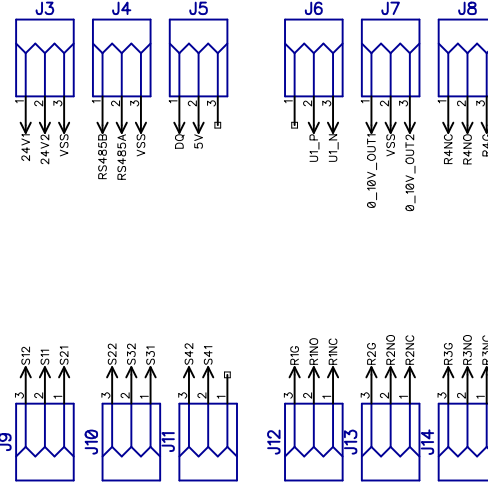 J3 J4 J5 J6 J7 J8
1 2 3 1 2 3 1 2 3 1 2 3 1 2 3 1 2 3
24V1 24V2 VSS RS485B RS485A VSS DQ 5V U1_P U1_N 0_10V_OUT1 VSS 0_10V_OUT2 R4NC R4NO R4G
S12 S11 S21 S22 S32 S31 S42 S41 R1G R1NO R1NC R2G R2NO R2NC R3G R3NO R3NC
3 2 1 3 2 1 3 2 1 3 2 1 3 2 1 3 2 1
J9 J10 J11 J12 J13 J14